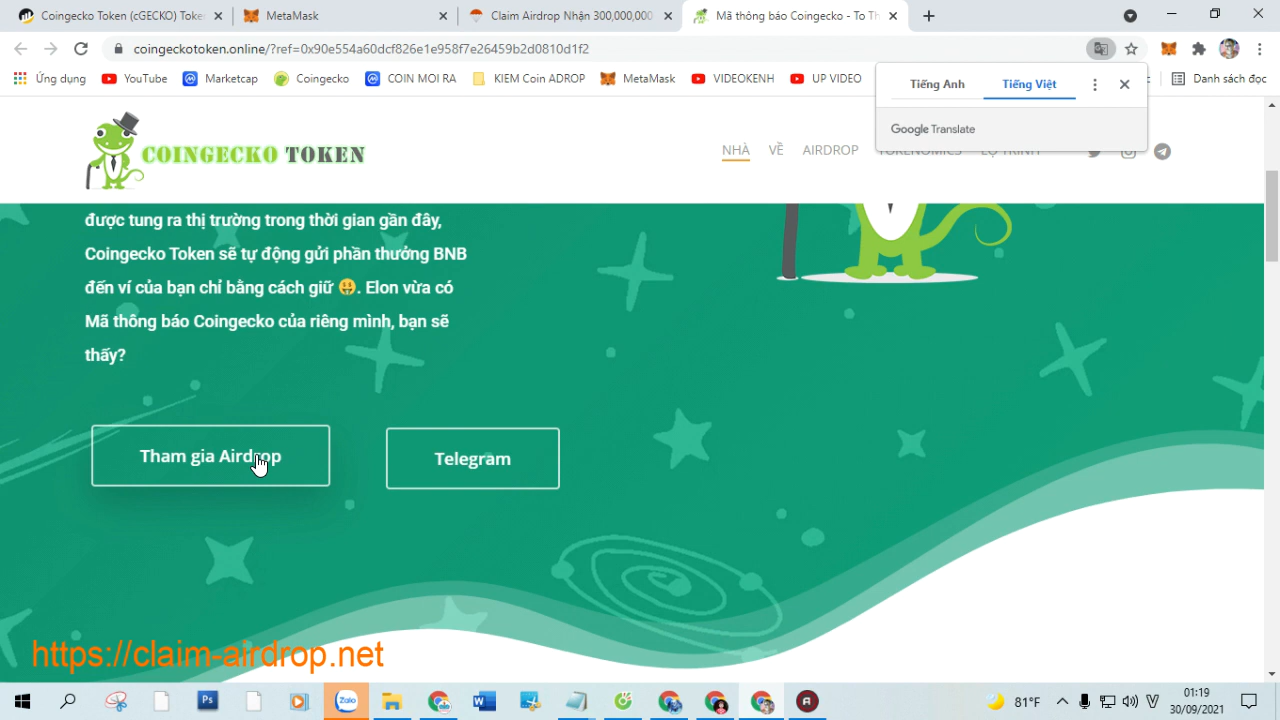 Coingecko Token (cGECKO) Token
MetaMask
Claim Airdrop Nhận 300,000,000
Mã thông báo Coingecko - To Th
coingeckotoken.online/?ref=0x90e554a60dcf826e1e958f7e26459b2d0810d1f2
Ứng dụng
YouTube
Marketcap
Coingecko
COIN MOI RA
KIEM Coin ADROP
MetaMask
VIDEOKENH
UP VIDEO
Danh sách đọc
Tiếng Anh
Tiếng Việt
Google Translate
COINGECKO TOKEN
NHÀ
VỀ
AIRDROP
TOKENOMICS
LỘ TRÌNH
được tung ra thị trường trong thời gian gần đây,
Coingecko Token sẽ tự động gửi phần thưởng BNB
đến ví của bạn chỉ bằng cách giữ 🤑. Elon vừa có
Mã thông báo Coingecko của riêng mình, bạn sẽ
thấy?
Tham gia Airdrop
Telegram
https://claim-airdrop.net
Zalo
81°F
01:19
30/09/2021